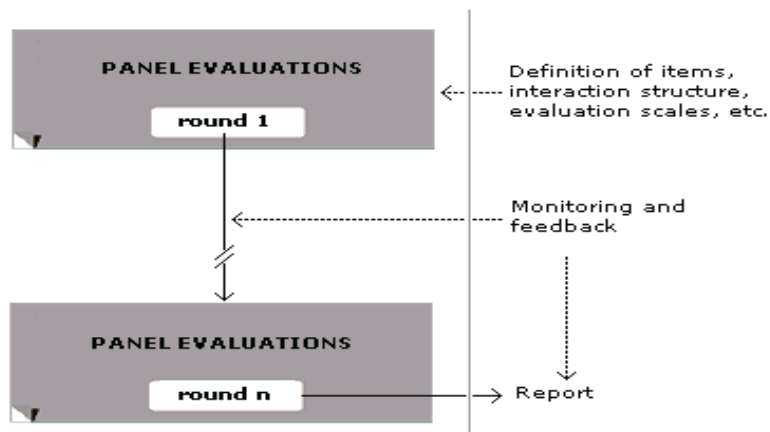 PANEL EVALUATIONS
round 1
Definition of items,
interaction structure,
evaluation scales, etc.
Monitoring and
feedback
PANEL EVALUATIONS
round n
Report